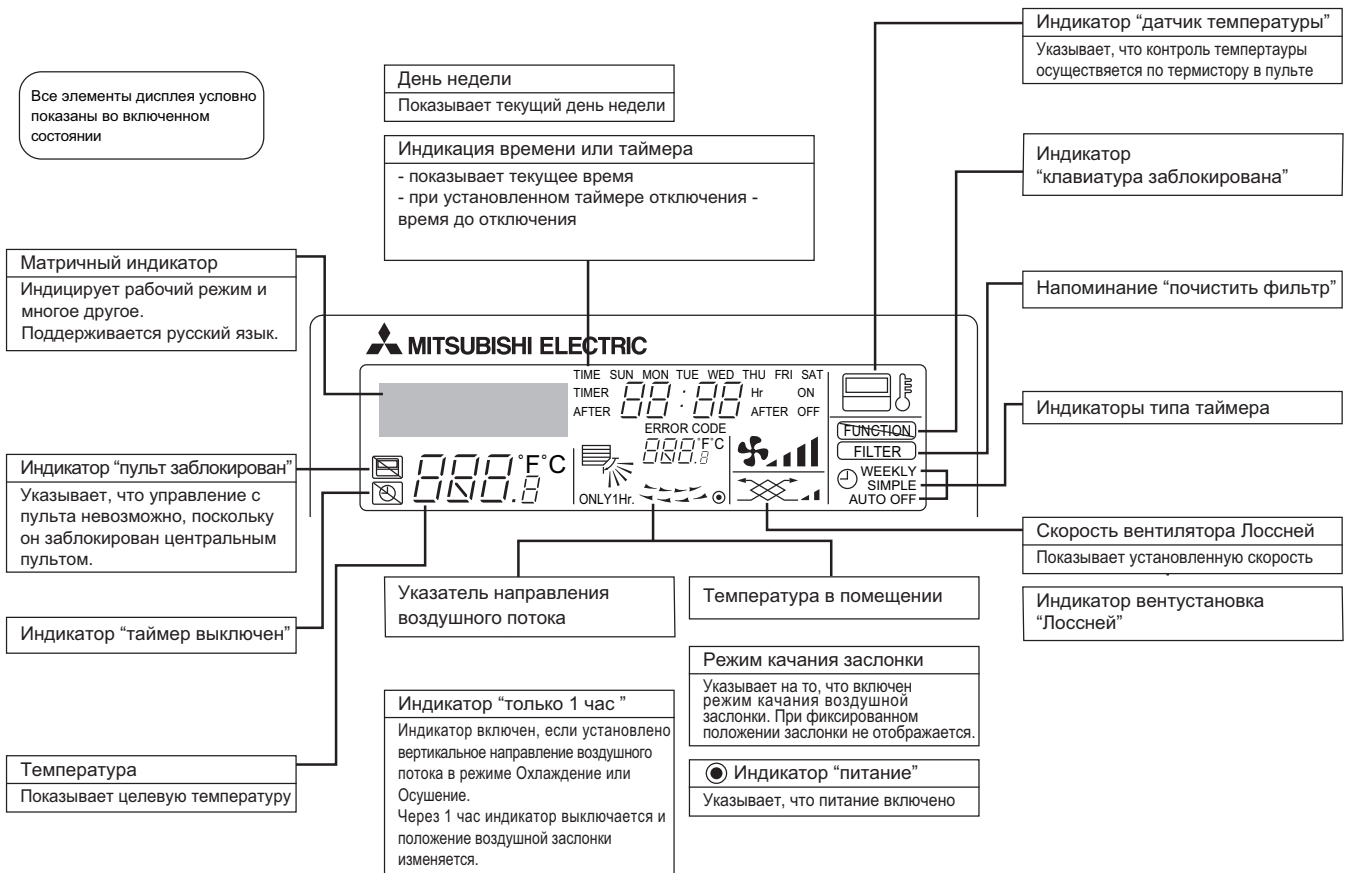 Все элементы дисплея условно
показаны во включенном
состоянии
День недели
Показывает текущий день недели
Индикация времени или таймера
- показывает текущее время
- при установленном таймере отключения -
время до отключения
Индикатор “датчик температуры”
Указывает, что контроль темпертауры
осуществяется по термистору в пульте
Индикатор
“клавиатура заблокирована”
Матричный индикатор
Индицирует рабочий режим и
многое другое.
Поддерживается русский язык.
Напоминание “почистить фильтр”
Индикаторы типа таймера
MITSUBISHI ELECTRIC
TIME SUN MON TUE WED THU FRI SAT
TIMER 88:88 Hr ON
AFTER AFTER OFF
ERROR CODE
888.8 °F°C
FUNCTION
FILTER
WEEKLY
SIMPLE
AUTO OFF
888.8 °F°C
ONLY1Hr.
Индикатор “пульт заблокирован”
Указывает, что управление с
пульта невозможно, поскольку
он заблокирован центральным
пультом.
Индикатор “таймер выключен”
Температура
Показывает целевую температуру
Указатель направления
воздушного потока
Температура в помещении
Скорость вентилятора Лоссней
Показывает установленную скорость
Индикатор вентустановка
“Лоссней”
Индикатор “только 1 час ”
Индикатор включен, если установлено
вертикальное направление воздушного
потока в режиме Охлаждение или
Осушение.
Через 1 час индикатор выключается и
положение воздушной заслонки
изменяется.
Режим качания заслонки
Указывает на то, что включен
режим качания воздушной
заслонки. При фиксированном
положении заслонки не отображается.
Индикатор “питание”
Указывает, что питание включено